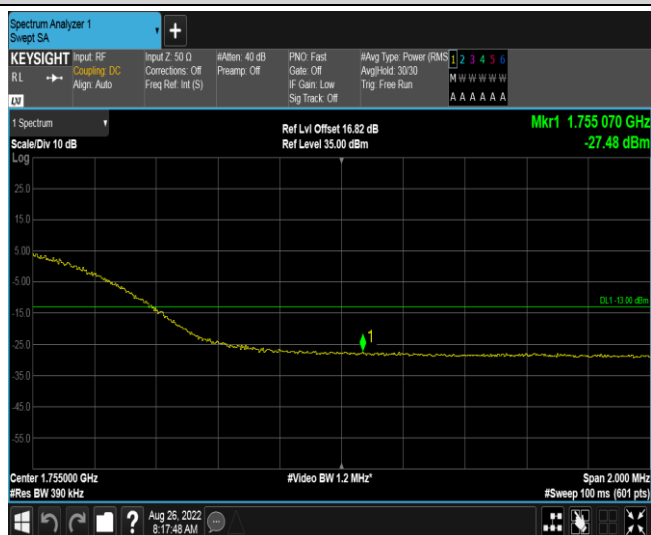 Spectrum Analyzer 1
Swept SA
KEYSIGHT
RL
Input: RF
Coupling: DC
Align: Auto
Input Z: 50 Ω
Corrections: Off
Freq Ref: Int (S)
#Atten: 40 dB
Preamp: Off
PNO: Fast
Gate: Off
IF Gain: Low
Sig Track: Off
#Avg Type: Power (RMS
Avg|Hold: 30/30
Trig: Free Run
1 2 3 4 5 6
M W W W W W
A A A A A A
1 Spectrum
Scale/Div 10 dB
Log
Ref Lvl Offset 16.82 dB
Ref Level 35.00 dBm
Mkr1 1.755 070 GHz
-27.48 dBm
25.0
15.0
5.00
-5.00
DL1 -13.00 dBm
-15.0
1
-25.0
-35.0
-45.0
-55.0
Center 1.755000 GHz
#Res BW 390 kHz
#Video BW 1.2 MHz*
Span 2.000 MHz
#Sweep 100 ms (601 pts)
?
Aug 26, 2022
8:17:48 AM